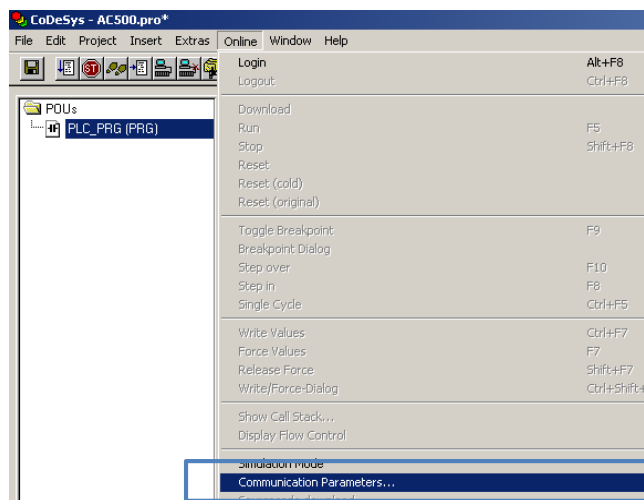 CoDeSys - AC500.pro*
File Edit Project Insert Extras Online Window Help
POUs
PLC_PRG (PRG)
Login Alt+F8
Logout Ctrl+F8
Download
Run F5
Stop Shift+F8
Reset
Reset (cold)
Reset (original)
Toggle Breakpoint F9
Breakpoint Dialog
Step over F10
Step in F8
Single Cycle Ctrl+F5
Write Values Ctrl+F7
Force Values F7
Release Force Shift+F7
Write/Force-Dialog Ctrl+Shift+
Show Call Stack...
Display Flow Control
Simulation Mode
Communication Parameters...